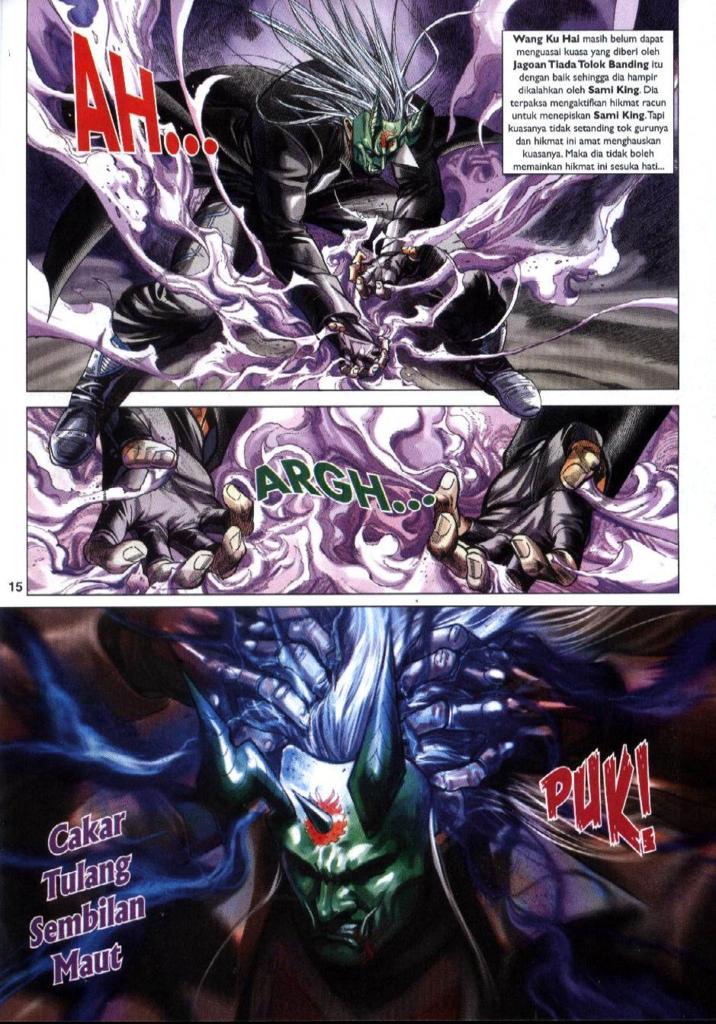 Wang Ku Hai masih belum dapat
menguasai kuasa yang diberi oleh
Jagoan Tiada Tolok Banding itu
dengan baik sehingga dia hampir
dikalahkan oleh Sami King. Dia
terpaksa mengaktifkan hikmat racun
untuk menepiskan Sami King. Tapi
kuasanya tidak setanding tok gurunya
dan hikmat ini amat menghauskan
kuasanya. Maka dia tidak boleh
memainkan hikmat ini sesuka hati...
AH...
ARGH...
15
PUK!
Cakar
Tulang
Sembilan
Maut